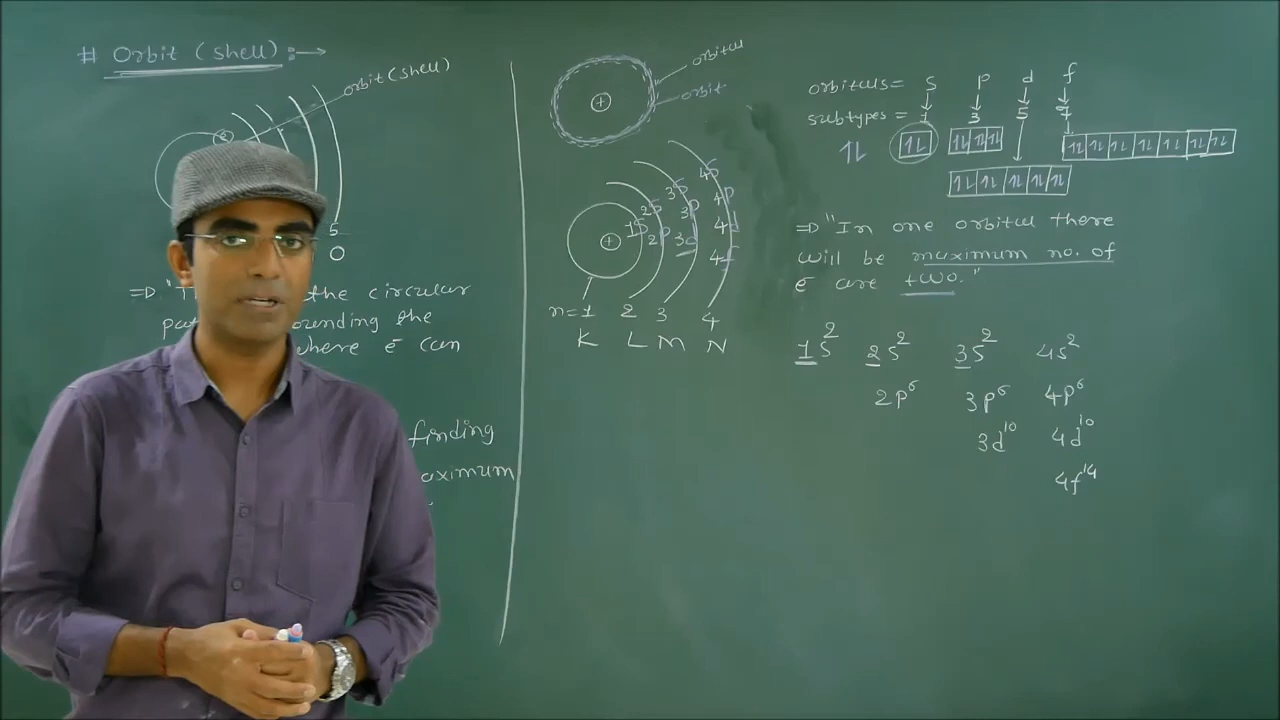 # Orbit (shell) :→
orbit (shell)
5
O
⇒ "Th the circular
pat ounding the
where e̅ can
finding
aximum
orbital
orbit
+
+
1s 2s 3s 4s
2p 3p 4p
3d 4d
4f
n=1 2 3 4
K L M N
orbitals = s p d f
subtypes = 1 3 5 7
⇒ "In one orbital there
will be maximum no. of
e̅ are two."
1s² 2s² 3s² 4s²
2p⁶ 3p⁶ 4p⁶
3d¹⁰ 4d¹⁰
4f¹⁴